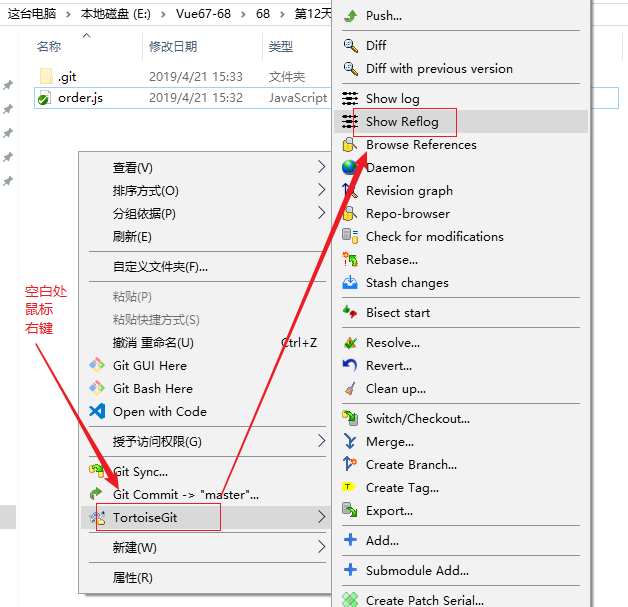 这台电脑 > 本地磁盘 (E:) > Vue67-68 > 68 > 第12天
名称 修改日期 类型
.git 2019/4/21 15:33 文件夹
order.js 2019/4/21 15:32 JavaScript
查看(V)
排序方式(O)
分组依据(P)
刷新(E)
自定义文件夹(F)...
粘贴(P)
粘贴快捷方式(S)
撤消 重命名(U) Ctrl+Z
Git GUI Here
Git Bash Here
Open with Code
授予访问权限(G)
Git Sync...
Git Commit -> "master"...
TortoiseGit
新建(W)
属性(R)
空白处
鼠标
右键
Push...
Diff
Diff with previous version
Show log
Show Reflog
Browse References
Daemon
Revision graph
Repo-browser
Check for modifications
Rebase...
Stash changes
Bisect start
Resolve...
Revert...
Clean up...
Switch/Checkout...
Merge...
Create Branch...
Create Tag...
Export...
Add...
Submodule Add...
Create Patch Serial...